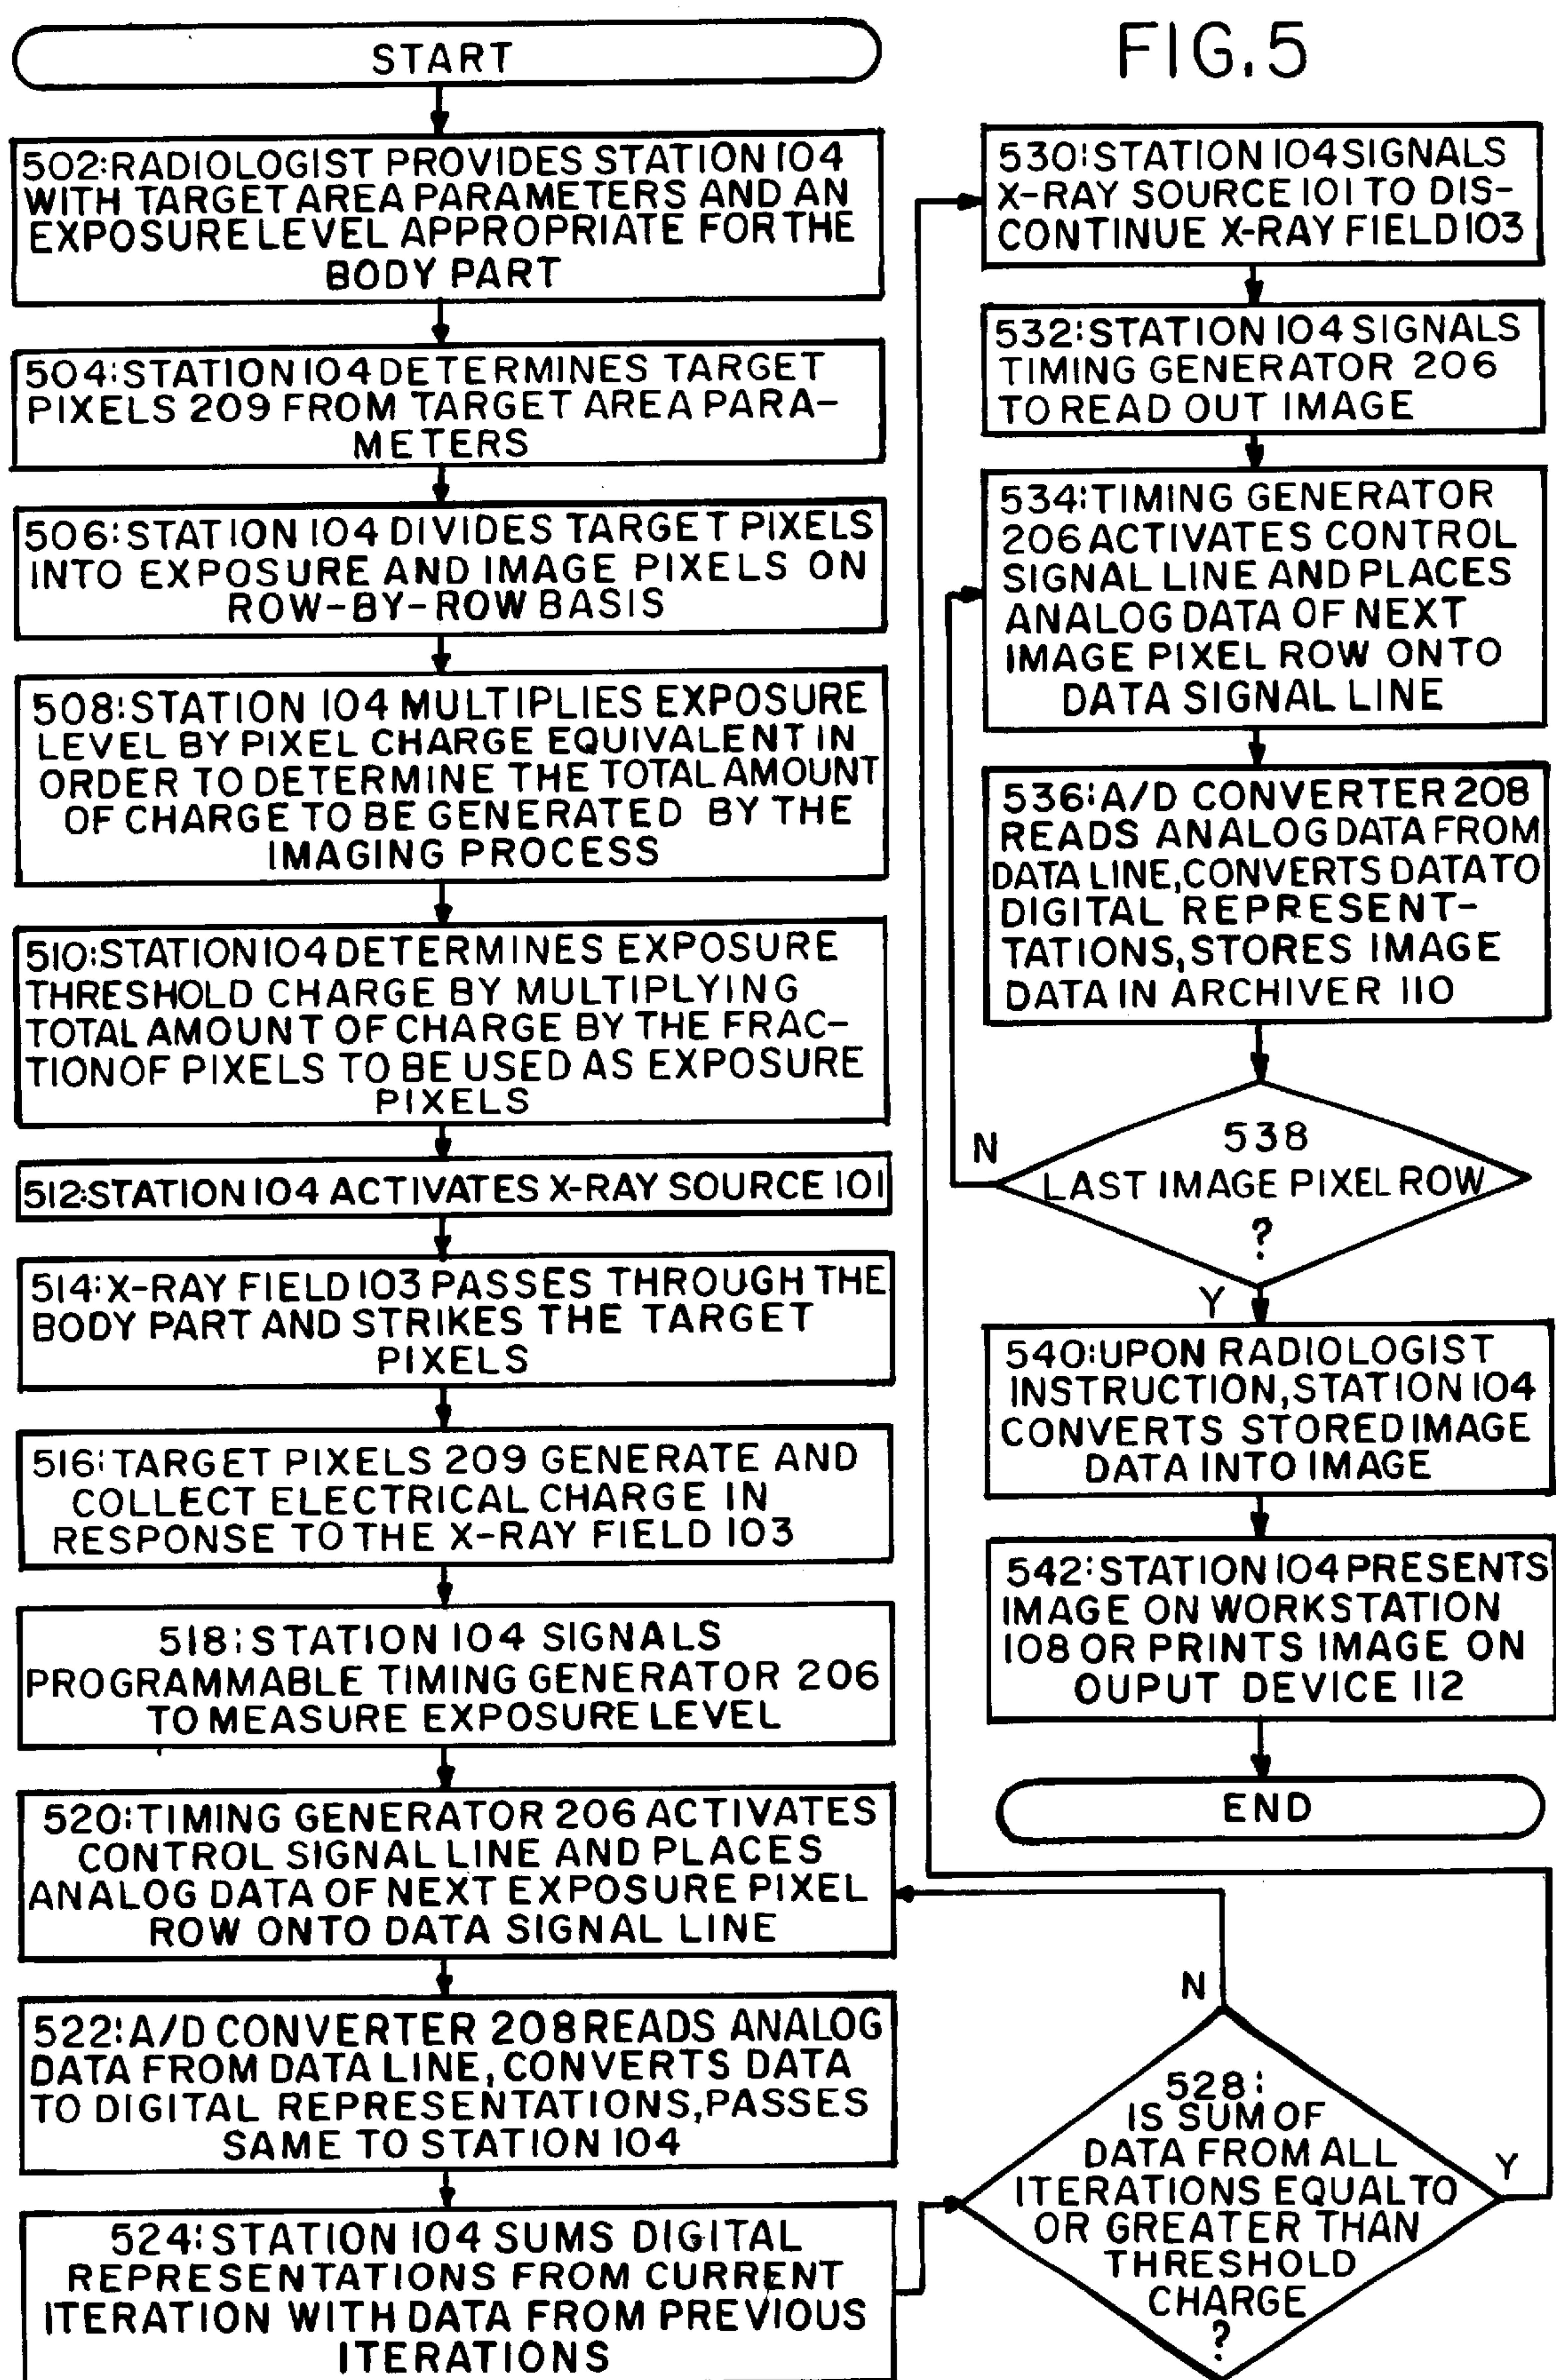 FIG.5
START
502:RADIOLOGIST PROVIDES STATION 104
WITH TARGET AREA PARAMETERS AND AN
EXPOSURE LEVEL APPROPRIATE FOR THE
BODY PART
504:STATION 104 DETERMINES TARGET
PIXELS 209 FROM TARGET AREA PARA-
METERS
506:STATION 104 DIVIDES TARGET PIXELS
INTO EXPOSURE AND IMAGE PIXELS ON
ROW-BY-ROW BASIS
508:STATION 104 MULTIPLIES EXPOSURE
LEVEL BY PIXEL CHARGE EQUIVALENT IN
ORDER TO DETERMINE THE TOTAL AMOUNT
OF CHARGE TO BE GENERATED BY THE
IMAGING PROCESS
510:STATION 104 DETERMINES EXPOSURE
THRESHOLD CHARGE BY MULTIPLYING
TOTAL AMOUNT OF CHARGE BY THE FRAC-
TION OF PIXELS TO BE USED AS EXPOSURE
PIXELS
512:STATION 104 ACTIVATES X-RAY SOURCE 101
514:X-RAY FIELD 103 PASSES THROUGH THE
BODY PART AND STRIKES THE TARGET
PIXELS
516:TARGET PIXELS 209 GENERATE AND
COLLECT ELECTRICAL CHARGE IN
RESPONSE TO THE X-RAY FIELD 103
518:STATION 104 SIGNALS
PROGRAMMABLE TIMING GENERATOR 206
TO MEASURE EXPOSURE LEVEL
520:TIMING GENERATOR 206 ACTIVATES
CONTROL SIGNAL LINE AND PLACES
ANALOG DATA OF NEXT EXPOSURE PIXEL
ROW ONTO DATA SIGNAL LINE
522:A/D CONVERTER 208 READS ANALOG
DATA FROM DATA LINE, CONVERTS DATA
TO DIGITAL REPRESENTATIONS, PASSES
SAME TO STATION 104
524:STATION 104 SUMS DIGITAL
REPRESENTATIONS FROM CURRENT
ITERATION WITH DATA FROM PREVIOUS
ITERATIONS
N
528:
IS SUM OF
DATA FROM ALL
ITERATIONS EQUAL TO
OR GREATER THAN
THRESHOLD
CHARGE
?
Y
530:STATION 104 SIGNALS
X-RAY SOURCE 101 TO DIS-
CONTINUE X-RAY FIELD 103
532:STATION 104 SIGNALS
TIMING GENERATOR 206
TO READ OUT IMAGE
534:TIMING GENERATOR
206 ACTIVATES CONTROL
SIGNAL LINE AND PLACES
ANALOG DATA OF NEXT
IMAGE PIXEL ROW ONTO
DATA SIGNAL LINE
536:A/D CONVERTER 208
READS ANALOG DATA FROM
DATA LINE, CONVERTS DATA TO
DIGITAL REPRESENT-
TATIONS, STORES IMAGE
DATA IN ARCHIVER 110
N
538
LAST IMAGE PIXEL ROW
?
Y
540:UPON RADIOLOGIST
INSTRUCTION, STATION 104
CONVERTS STORED IMAGE
DATA INTO IMAGE
542:STATION 104 PRESENTS
IMAGE ON WORKSTATION
108 OR PRINTS IMAGE ON
OUPUT DEVICE 112
END